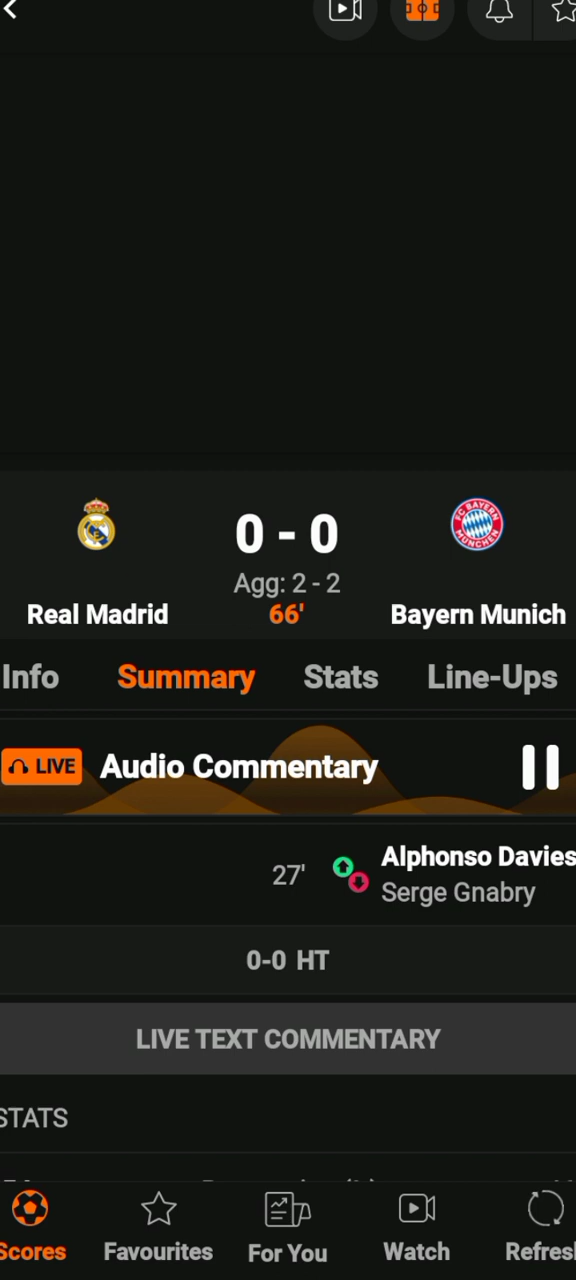 0 - 0
Agg: 2 - 2
Real Madrid 66' Bayern Munich
Info Summary Stats Line-Ups
LIVE Audio Commentary
27' Alphonso Davies
Serge Gnabry
0-0 HT
LIVE TEXT COMMENTARY
STATS
Scores Favourites For You Watch Refresh